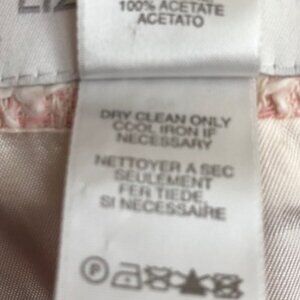 100% ACETATE
ACETATO
DRY CLEAN ONLY
COOL IRON IF
NECESSARY
NETTOYER A SEC
SEULEMENT
FER TIEDE
SI NECESSAIRE
P